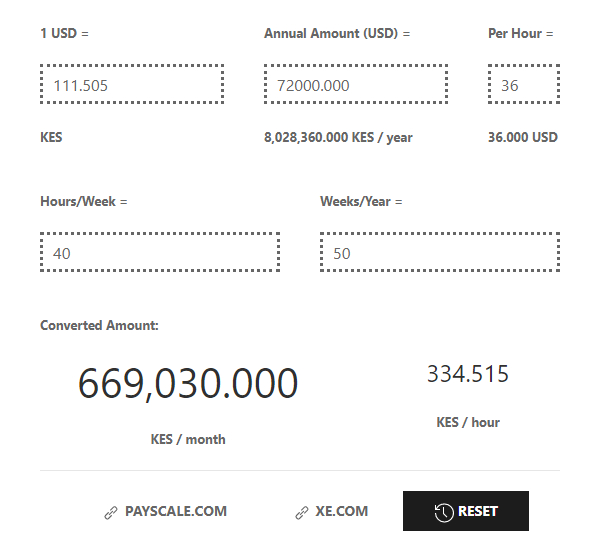 1 USD = Annual Amount (USD) = Per Hour =
111.505 72000.000 36
KES 8,028,360.000 KES / year 36.000 USD
Hours/Week = Weeks/Year =
40 50
Converted Amount:
669,030.000 334.515
KES / month KES / hour
PAYSCALE.COM XE.COM RESET